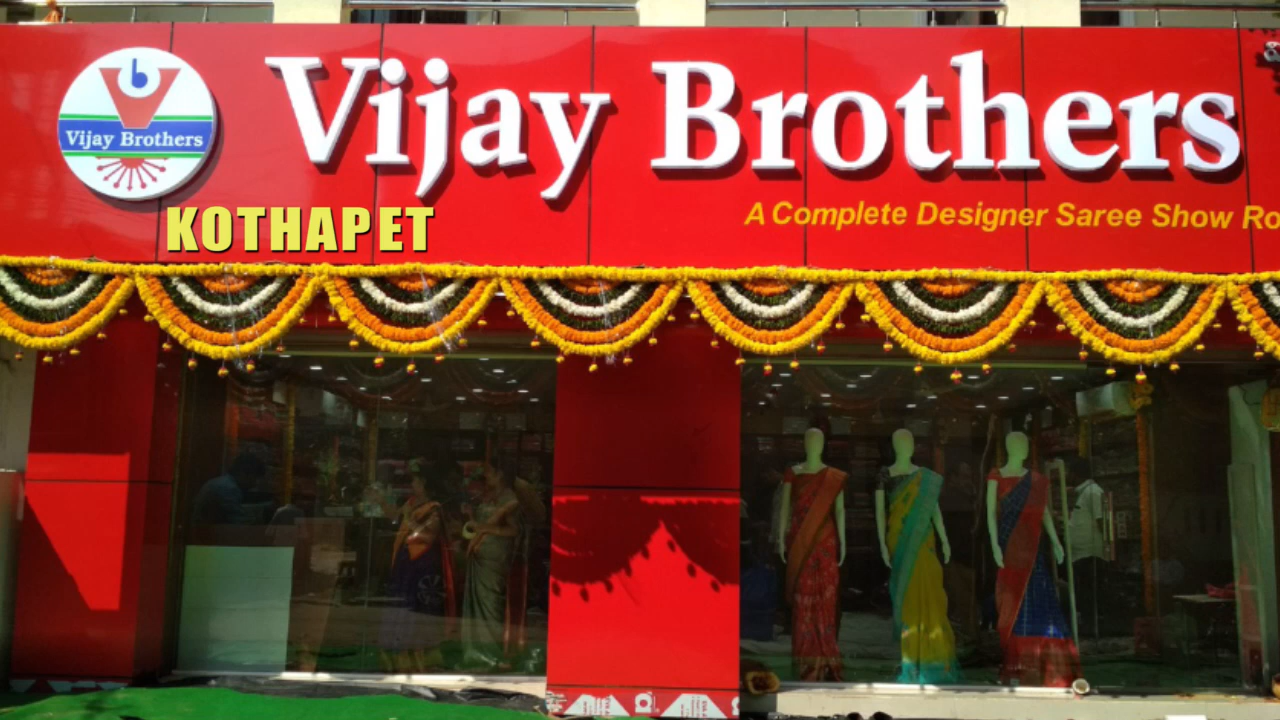 b
Vijay Brothers
Vijay Brothers
KOTHAPET
A Complete Designer Saree Show Ro